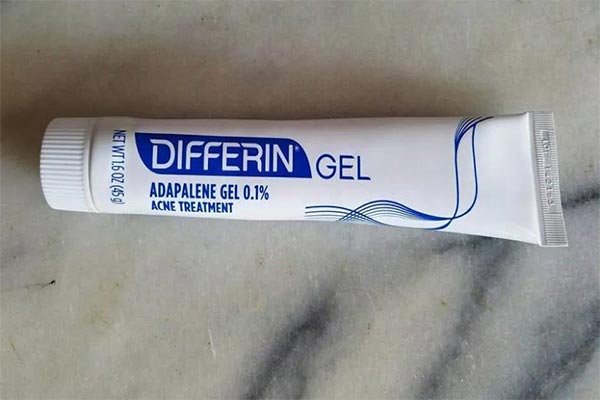 NET WT 1.6 OZ (45 g)
DIFFERIN® GEL
ADAPALENE GEL 0.1%
ACNE TREATMENT